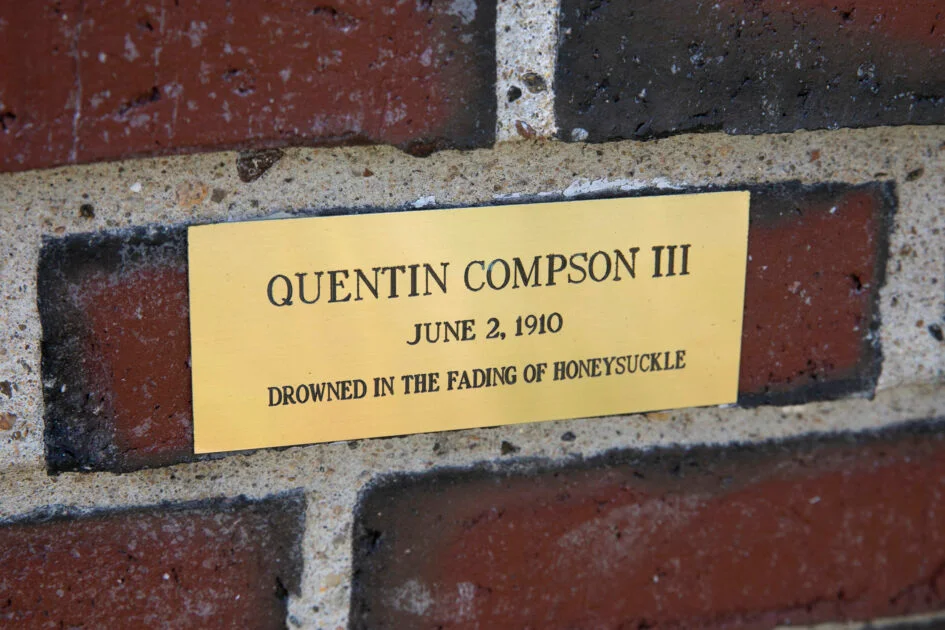 QUENTIN COMPSON III
JUNE 2, 1910
DROWNED IN THE FADING OF HONEYSUCKLE